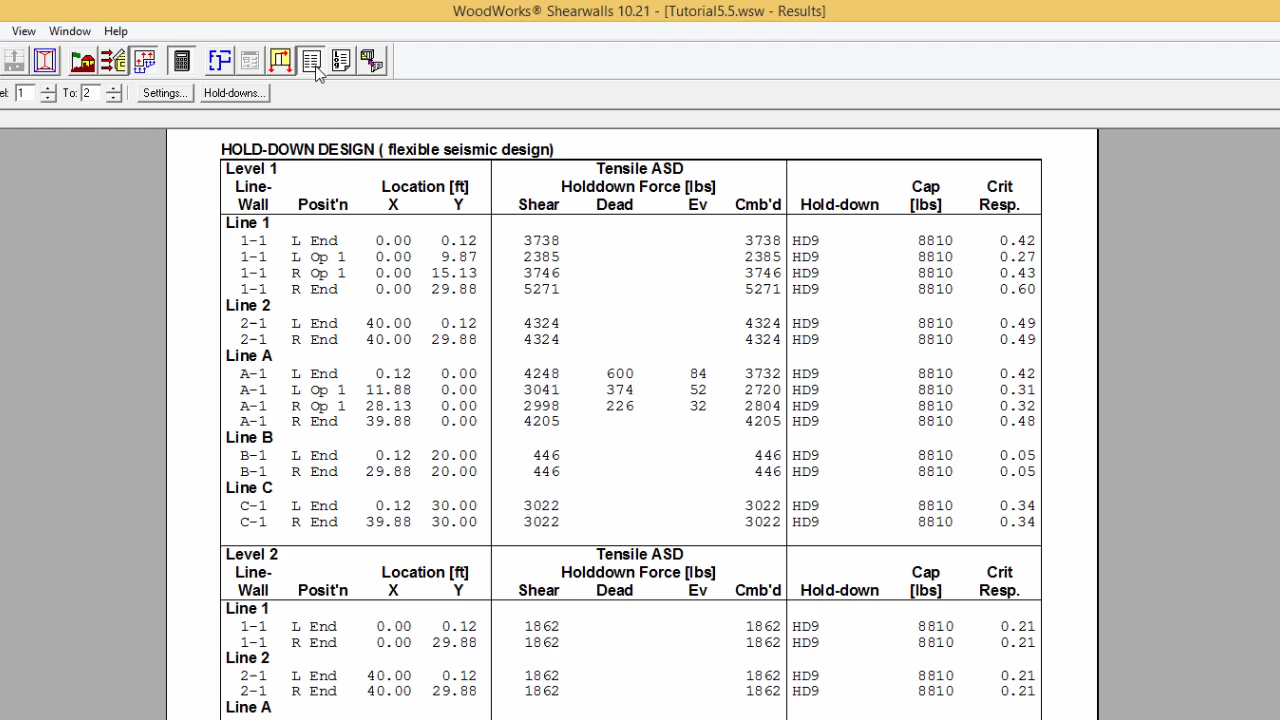 WoodWorks® Shearwalls 10.21 - [Tutorial5.5.wsw - Results]
View Window Help
el: 1 To: 2 Settings... Hold-downs...
HOLD-DOWN DESIGN ( flexible seismic design)
Level 1 Tensile ASD
Line- Location [ft] Holddown Force [lbs] Cap Crit
Wall Posit'n X Y Shear Dead Ev Cmb'd Hold-down [lbs] Resp.
Line 1
1-1 L End 0.00 0.12 3738 3738 HD9 8810 0.42
1-1 L Op 1 0.00 9.87 2385 2385 HD9 8810 0.27
1-1 R Op 1 0.00 15.13 3746 3746 HD9 8810 0.43
1-1 R End 0.00 29.88 5271 5271 HD9 8810 0.60
Line 2
2-1 L End 40.00 0.12 4324 4324 HD9 8810 0.49
2-1 R End 40.00 29.88 4324 4324 HD9 8810 0.49
Line A
A-1 L End 0.12 0.00 4248 600 84 3732 HD9 8810 0.42
A-1 L Op 1 11.88 0.00 3041 374 52 2720 HD9 8810 0.31
A-1 R Op 1 28.13 0.00 2998 226 32 2804 HD9 8810 0.32
A-1 R End 39.88 0.00 4205 4205 HD9 8810 0.48
Line B
B-1 L End 0.12 20.00 446 446 HD9 8810 0.05
B-1 R End 29.88 20.00 446 446 HD9 8810 0.05
Line C
C-1 L End 0.12 30.00 3022 3022 HD9 8810 0.34
C-1 R End 39.88 30.00 3022 3022 HD9 8810 0.34
Level 2 Tensile ASD
Line- Location [ft] Holddown Force [lbs] Cap Crit
Wall Posit'n X Y Shear Dead Ev Cmb'd Hold-down [lbs] Resp.
Line 1
1-1 L End 0.00 0.12 1862 1862 HD9 8810 0.21
1-1 R End 0.00 29.88 1862 1862 HD9 8810 0.21
Line 2
2-1 L End 40.00 0.12 1862 1862 HD9 8810 0.21
2-1 R End 40.00 29.88 1862 1862 HD9 8810 0.21
Line A